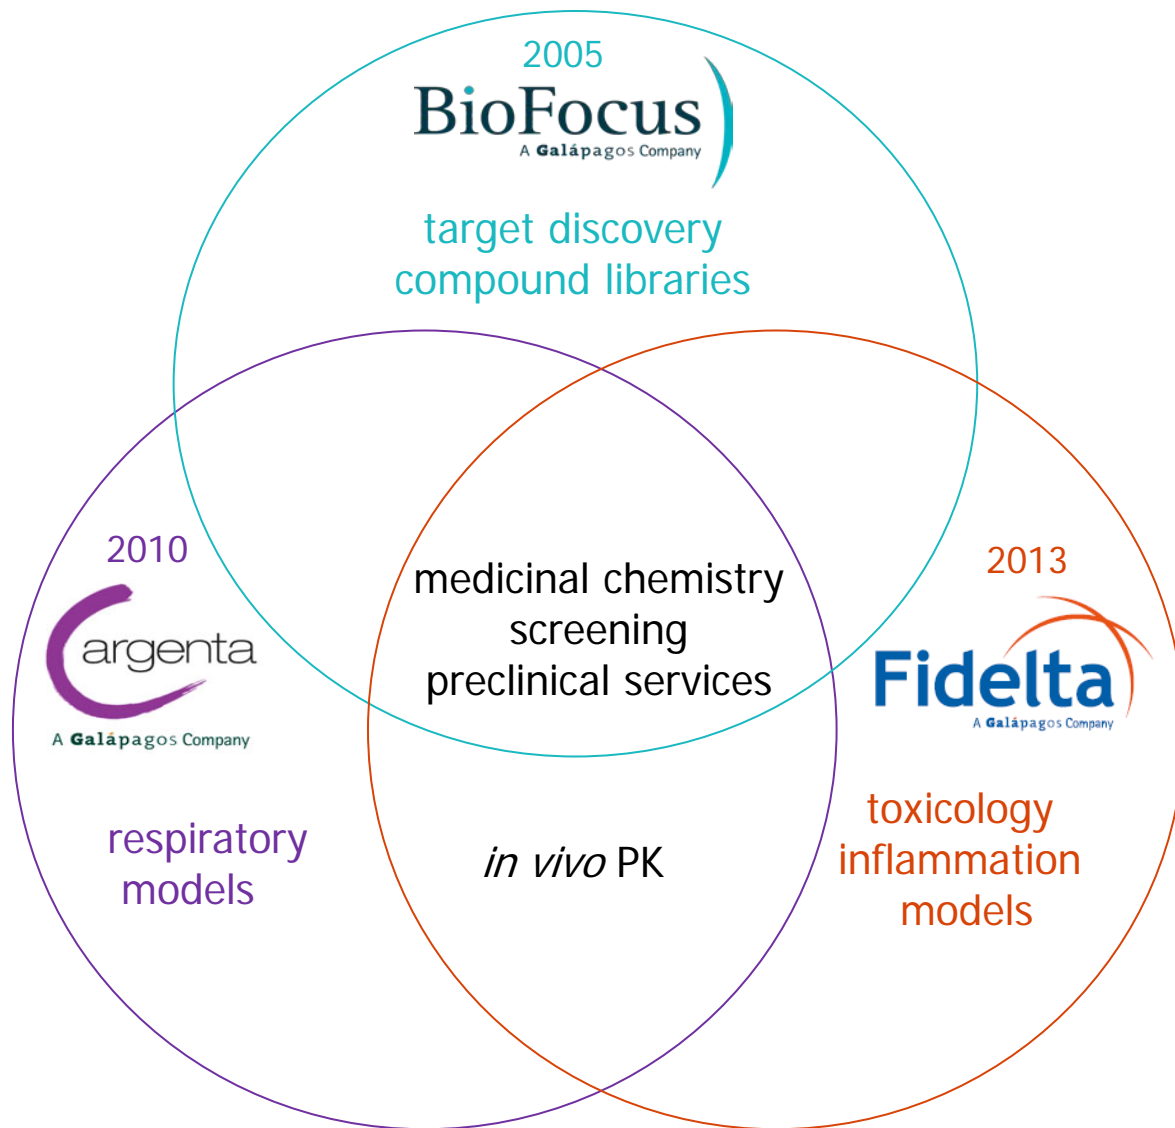 2005
BioFocus
A Galápagos Company
target discovery
compound libraries
2010
argenta
A Galápagos Company
respiratory
models
medicinal chemistry
screening
preclinical services
in vivo PK
2013
Fidelta
A Galápagos Company
toxicology
inflammation
models